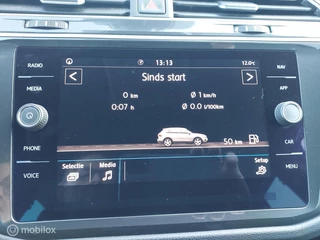 RADIO
MEDIA
PHONE
VOICE
13:13
12.0°c
Sinds start
0 km
Ø 1 km/h
0:07 h
Ø 0.0 l/100km
50 km
Selectie
Media
Setup
NAV
APP
CAR
MENU
© mobilox